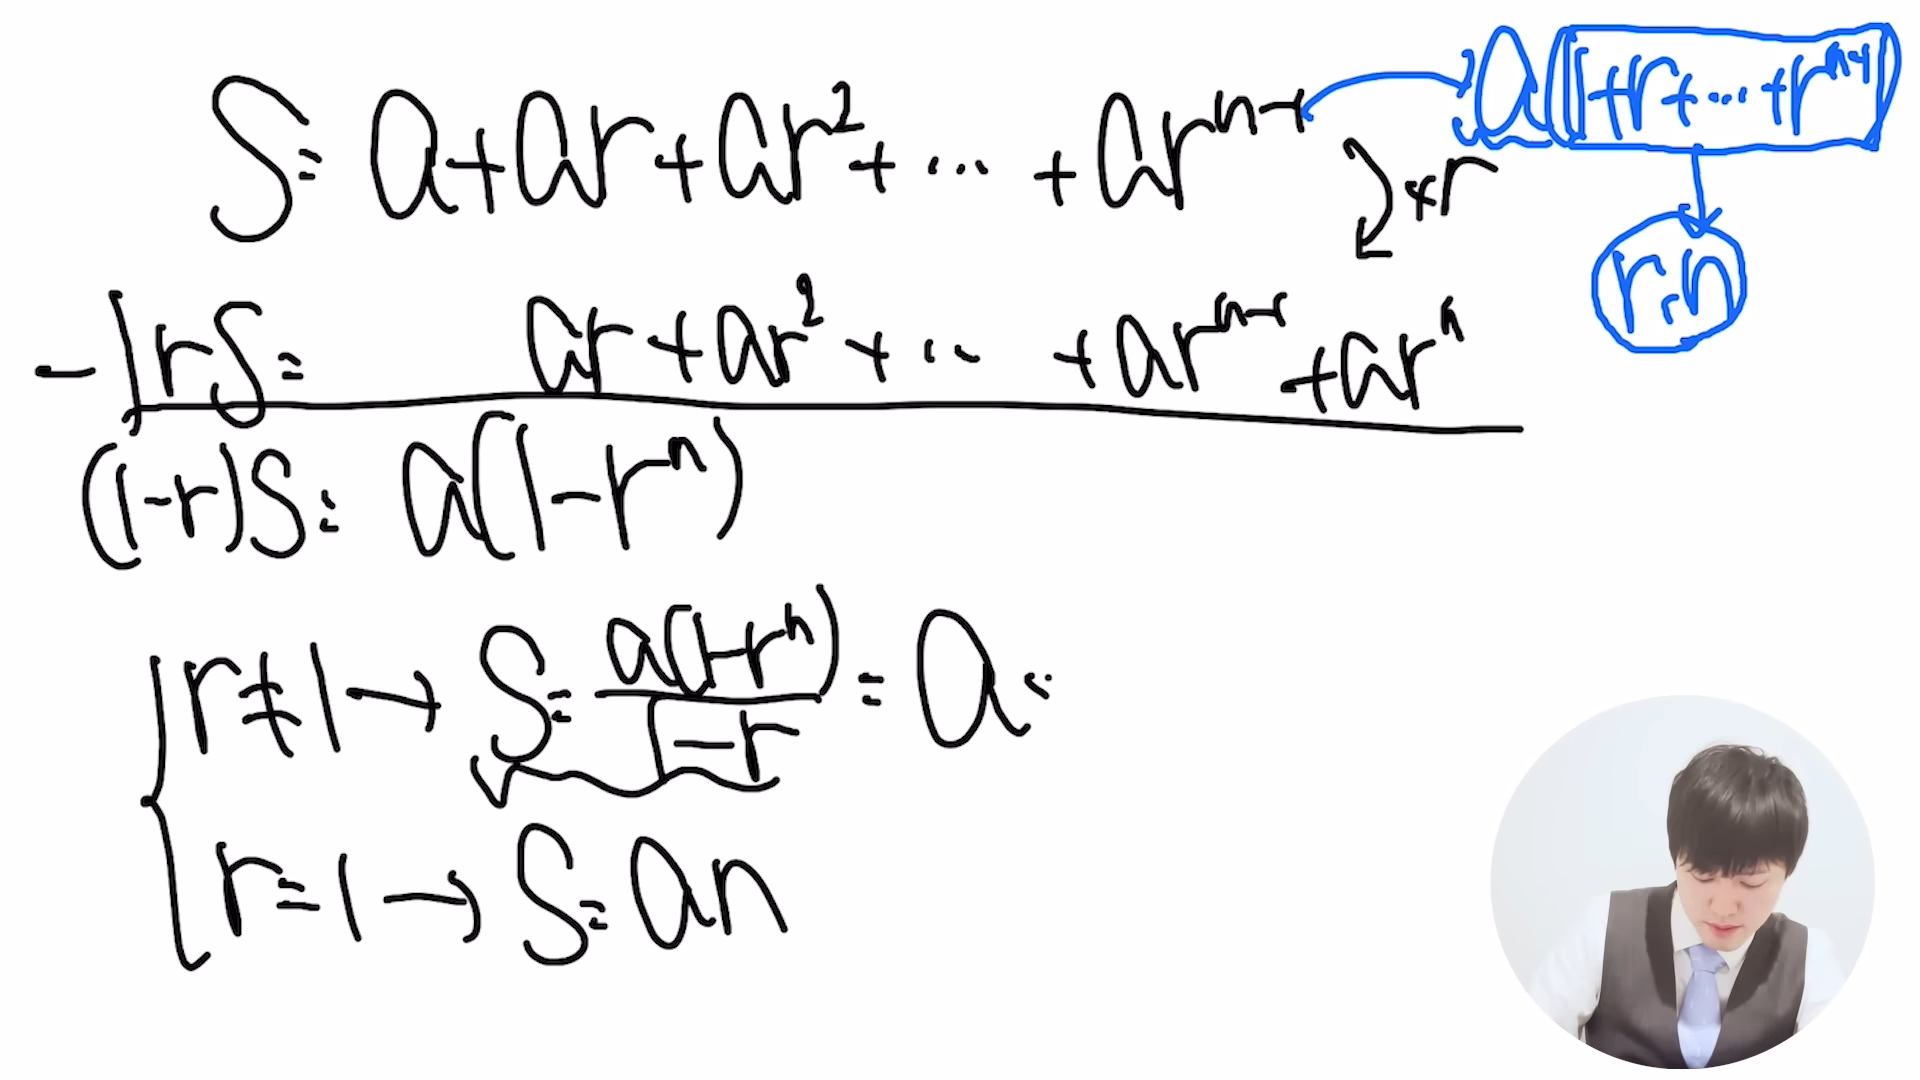 S = a + ar + ar² + ... + arⁿ⁻¹
a(1+r+...+rⁿ⁻¹)
×r
r, n
- rS = ar + ar² + ... + arⁿ⁻¹ + arⁿ
(1-r)S = a(1-rⁿ)
r≠1 → S = a(1-rⁿ)/(1-r) = a ·
r=1 → S = an